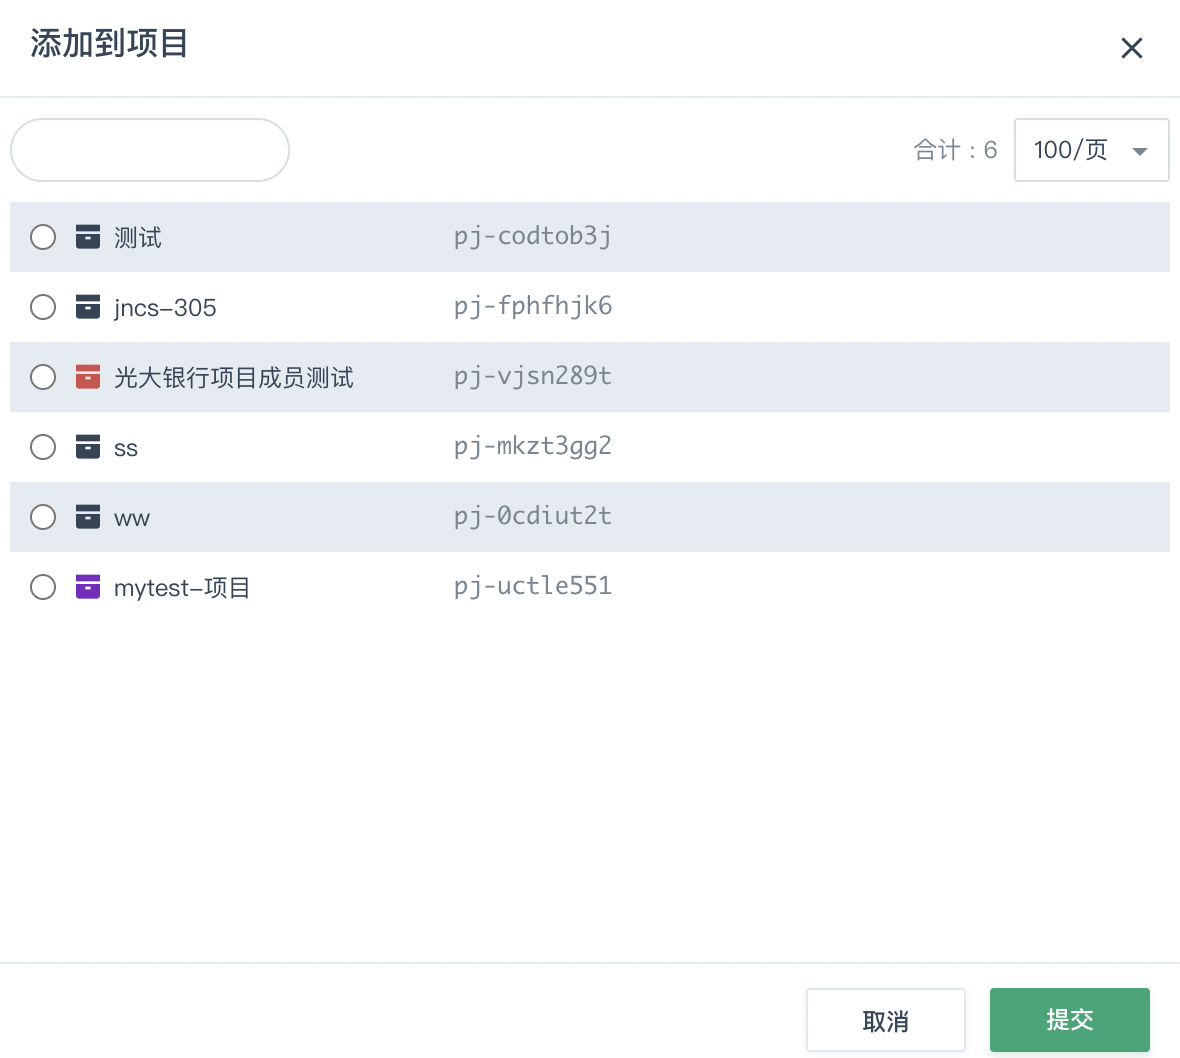 添加到项目
合计：6 100/页
测试 pj-codtob3j
jncs-305 pj-fphfhjk6
光大银行项目成员测试 pj-vjsn289t
ss pj-mkzt3gg2
ww pj-0cdiut2t
mytest-项目 pj-uctle551
取消 提交